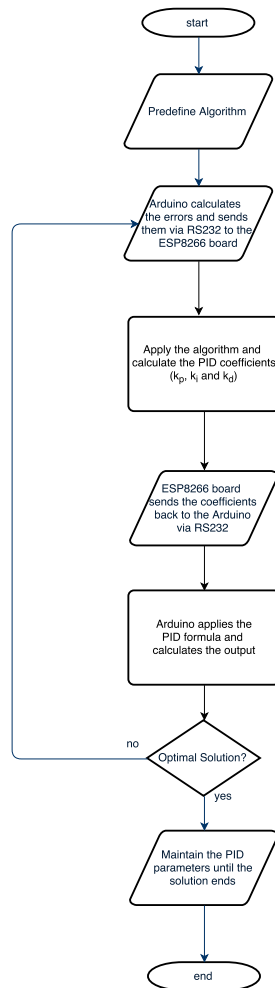 start
Predefine Algorithm
Arduino calculates
the errors and sends
them via RS232 to the
ESP8266 board
Apply the algorithm and
calculate the PID coefficients
(kp, ki and kd)
ESP8266 board
sends the coefficients
back to the Arduino
via RS232
Arduino applies the
PID formula and
calculates the output
no
Optimal Solution?
yes
Maintain the PID
parameters until the
solution ends
end